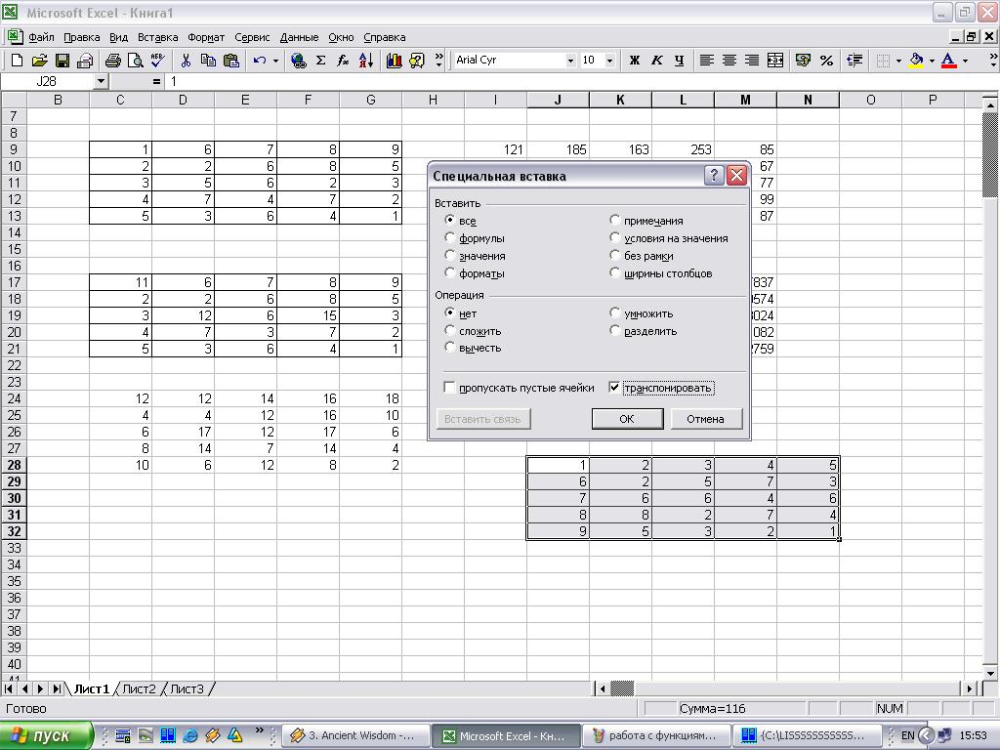 Microsoft Excel - Книга1
Файл Правка Вид Вставка Формат Сервис Данные Окно Справка
Arial Cyr 10 Ж К Ч
J28 = 1
B C D E F G H I J K L M N O P
7
8
9 1 6 7 8 9 121 185 163 253 85
10 2 2 6 8 5 67
11 3 5 6 2 3 77
12 4 7 4 7 2 99
13 5 3 6 4 1 87
14
15
16
17 11 6 7 8 9 7837
18 2 2 6 8 5 574
19 3 12 6 15 3 024
20 4 7 3 7 2 082
21 5 3 6 4 1 2759
22
23
24 12 12 14 16 18
25 4 4 12 16 10
26 6 17 12 17 6
27 8 14 7 14 4
28 10 6 12 8 2 1 2 3 4 5
29 6 2 5 7 3
30 7 6 6 4 6
31 8 8 2 7 4
32 9 5 3 2 1
33
34
35
36
37
38
39
40
41
Специальная вставка
Вставить
все примечания
формулы условия на значения
значения без рамки
форматы ширины столбцов
Операция
нет умножить
сложить разделить
вычесть
пропускать пустые ячейки транспонировать
Вставить связь ОК Отмена
Лист1 Лист2 Лист3
Готово Сумма=116 NUM
пуск 3. Ancient Wisdom -... Microsoft Excel - Кн... работа с функциям... {C:\LISSSSSSSSSSS... EN 15:53